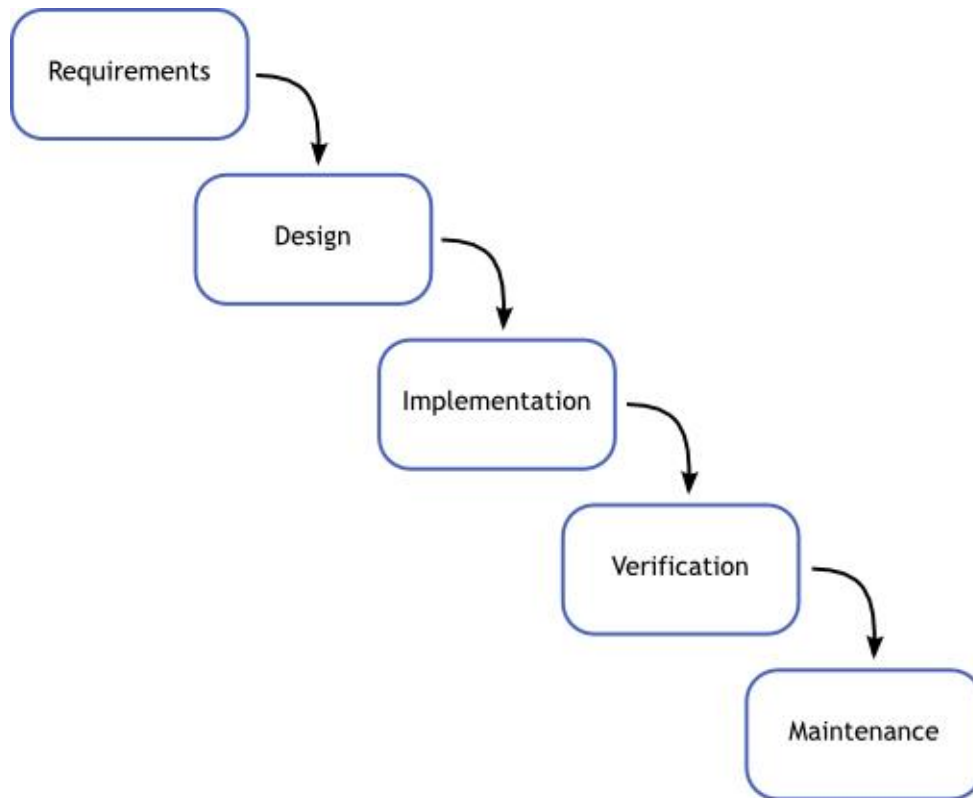 Requirements
Design
Implementation
Verification
Maintenance